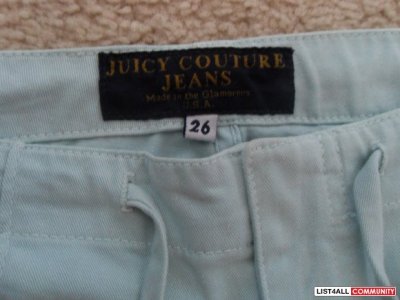 JUICY COUTURE
JEANS
Made in the Glamorous
U.S.A.
26
LIST4ALL COMMUNITY